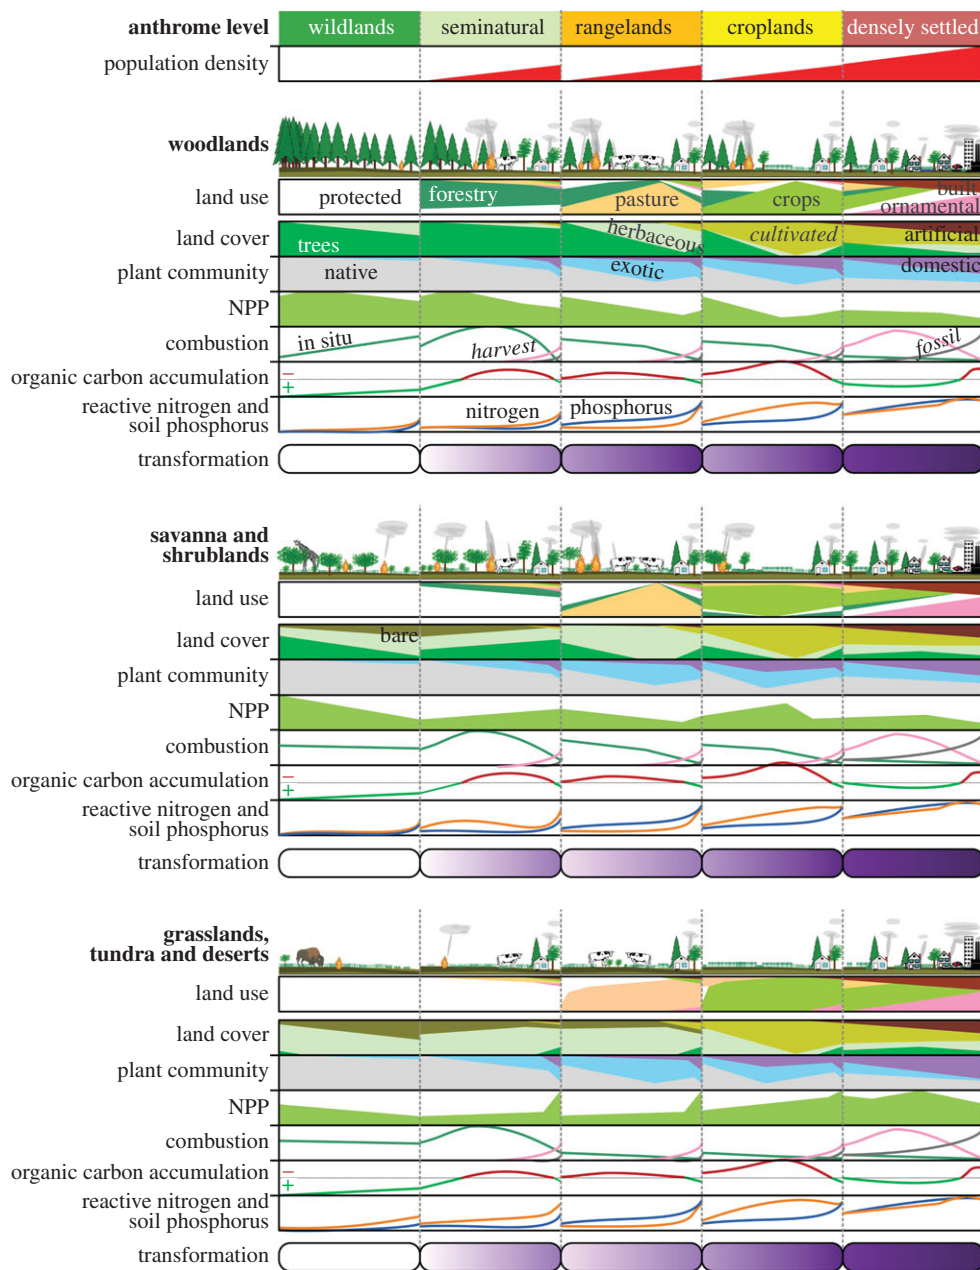 anthrome level wildlands seminatural rangelands croplands densely settled
population density
woodlands
land use protected forestry pasture crops built
ornamental
land cover trees herbaceous cultivated artificial
plant community native exotic domestic
NPP
combustion in situ harvest fossil
organic carbon accumulation −
+
reactive nitrogen and
soil phosphorus nitrogen phosphorus
transformation
savanna and
shrublands
land use
land cover bare
plant community
NPP
combustion
organic carbon accumulation −
+
reactive nitrogen and
soil phosphorus
transformation
grasslands,
tundra and deserts
land use
land cover
plant community
NPP
combustion
organic carbon accumulation −
+
reactive nitrogen and
soil phosphorus
transformation